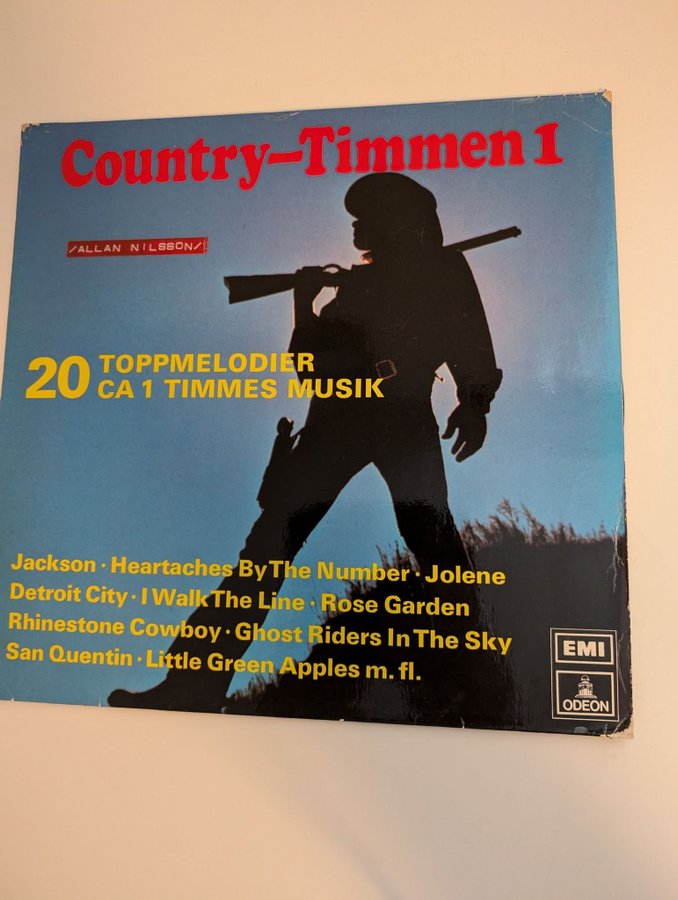 Country–Timmen 1
/ALLAN NILSSON/
20 TOPPMELODIER
CA 1 TIMMES MUSIK
Jackson · Heartaches By The Number · Jolene
Detroit City · I Walk The Line · Rose Garden
Rhinestone Cowboy · Ghost Riders In The Sky
San Quentin · Little Green Apples m. fl.
EMI
ODEON